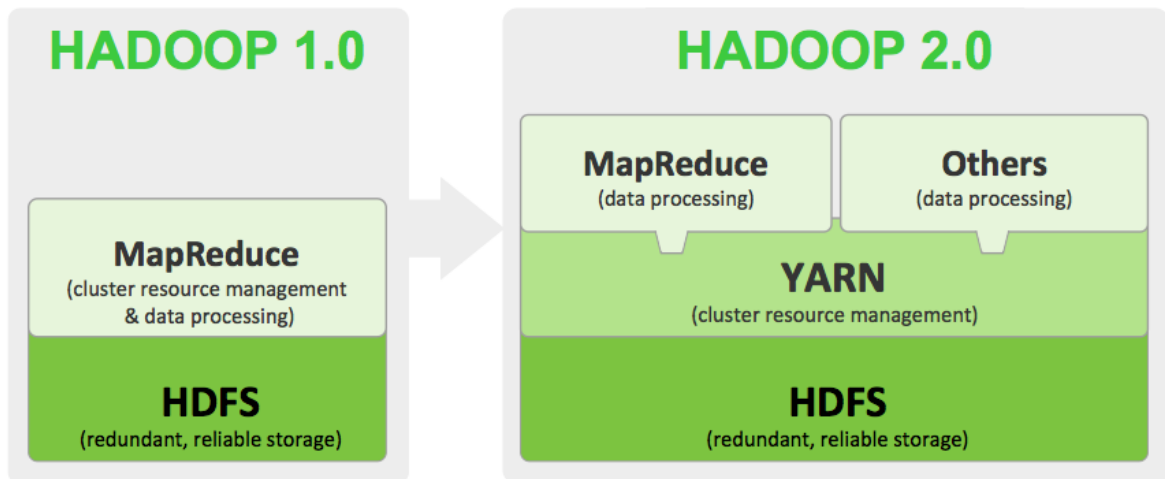 HADOOP 1.0
MapReduce
(cluster resource management
& data processing)
HDFS
(redundant, reliable storage)
HADOOP 2.0
MapReduce
(data processing)
Others
(data processing)
YARN
(cluster resource management)
HDFS
(redundant, reliable storage)